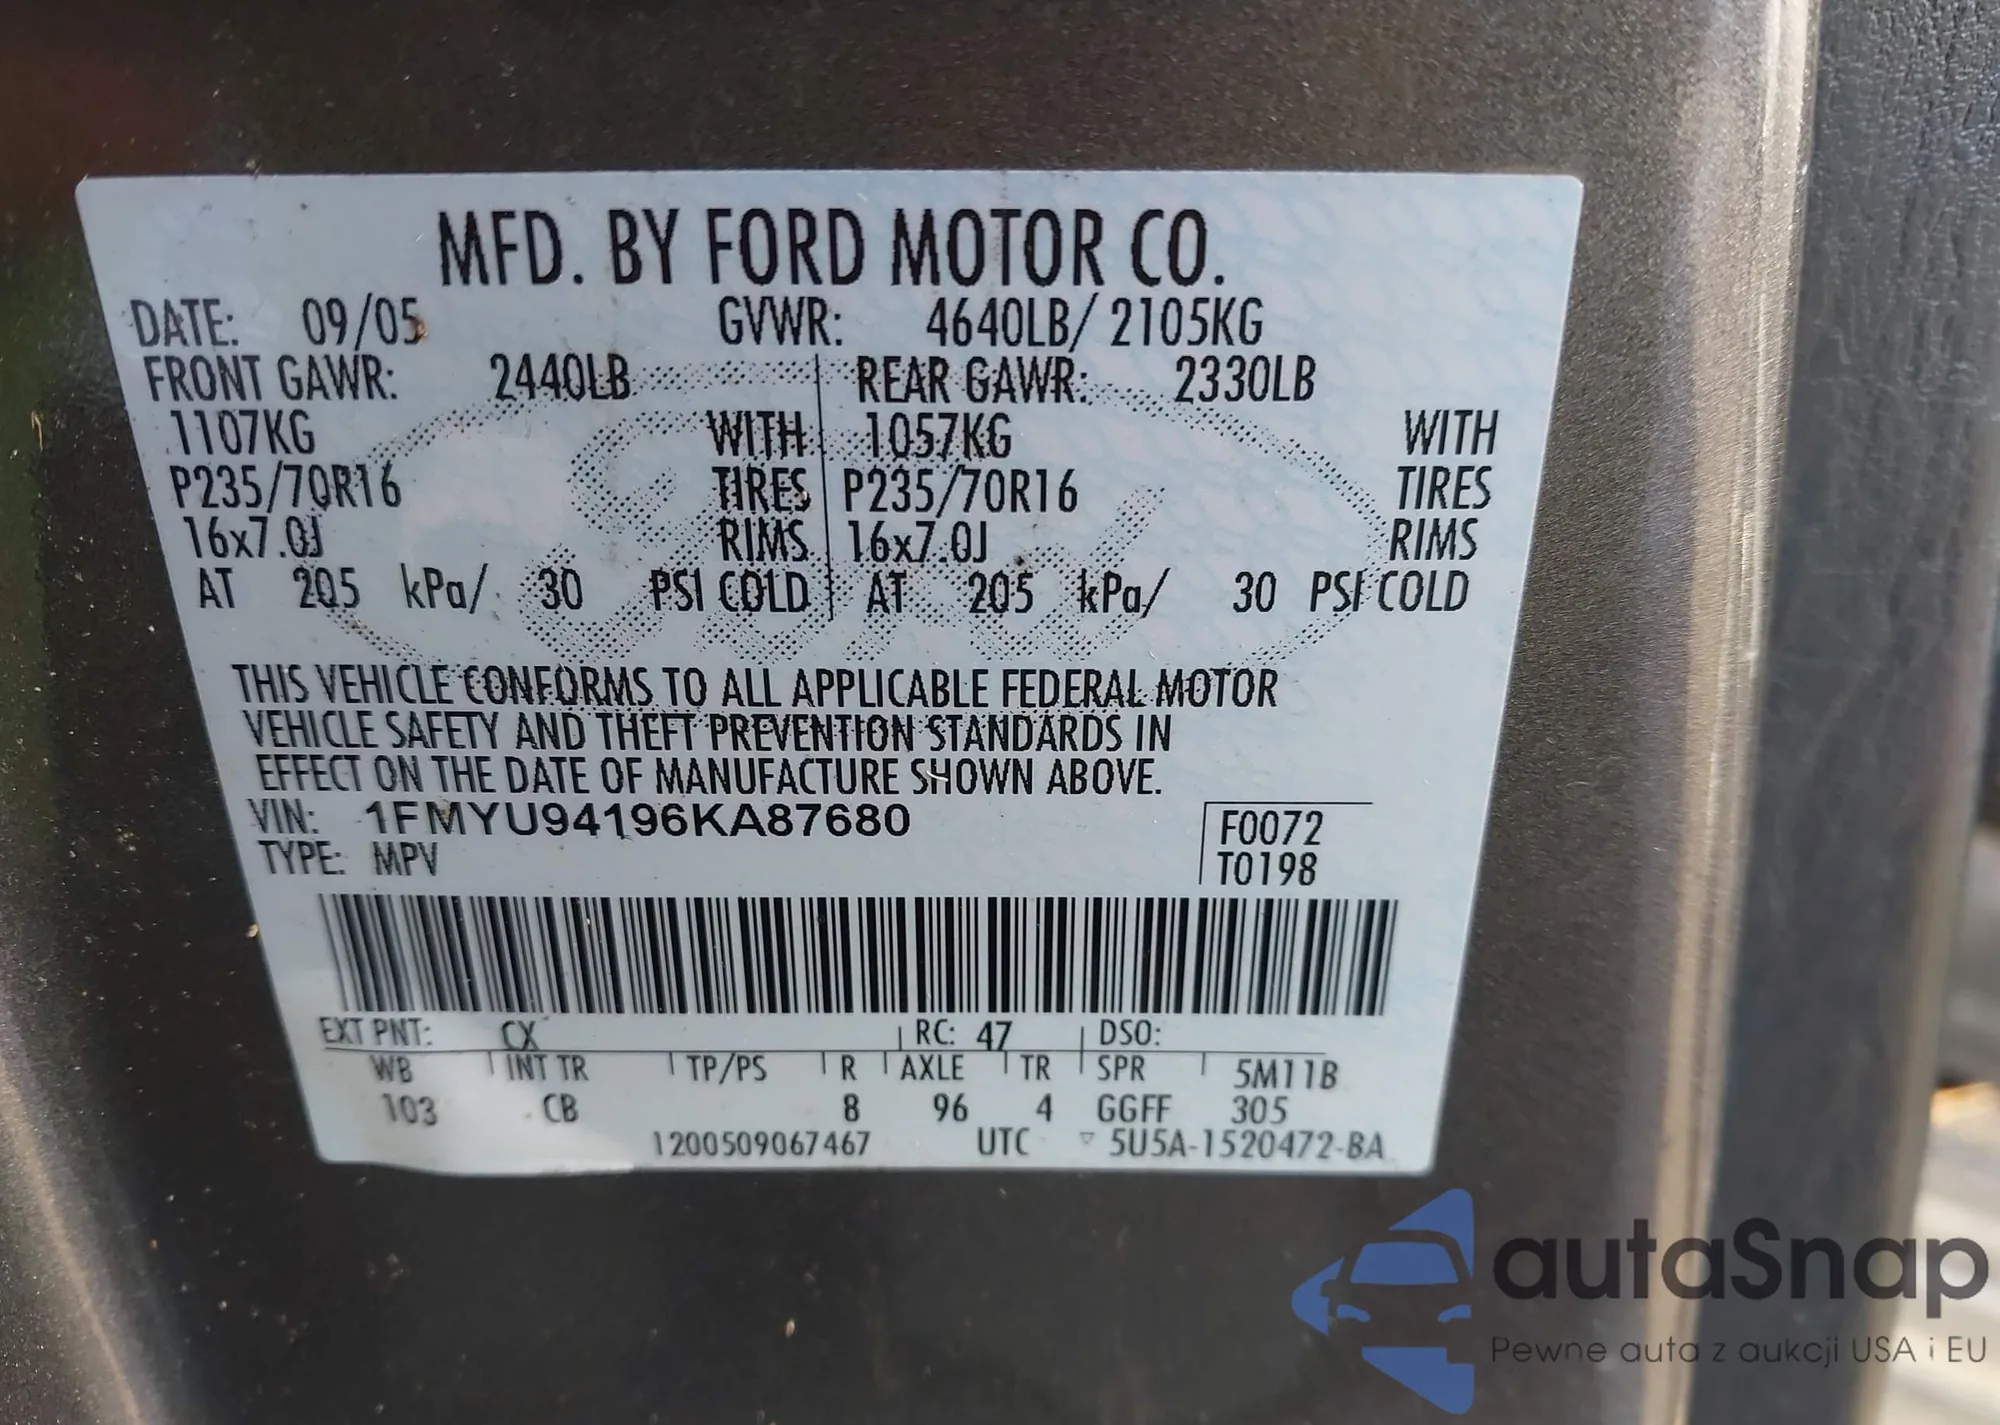 MFD. BY FORD MOTOR CO.
DATE: 09/05 GVWR: 4640LB/ 2105KG
FRONT GAWR: 2440LB REAR GAWR: 2330LB
1107KG WITH 1057KG WITH
P235/70R16 TIRES P235/70R16 TIRES
16x7.0J RIMS 16x7.0J RIMS
AT 205 kPa/ 30 PSI COLD AT 205 kPa/ 30 PSI COLD
THIS VEHICLE CONFORMS TO ALL APPLICABLE FEDERAL MOTOR
VEHICLE SAFETY AND THEFT PREVENTION STANDARDS IN
EFFECT ON THE DATE OF MANUFACTURE SHOWN ABOVE.
VIN: 1FMYU94196KA87680
F0072
TYPE: MPV
T0198
EXT PNT: CX RC: 47 DSO:
WB INT TR TP/PS R AXLE TR SPR 5M11B
103 CB 8 96 4 GGFF 305
1200509067467 UTC ▽ 5U5A-1520472-BA
Ford
autaSnap
Pewne auta z aukcji USA i EU